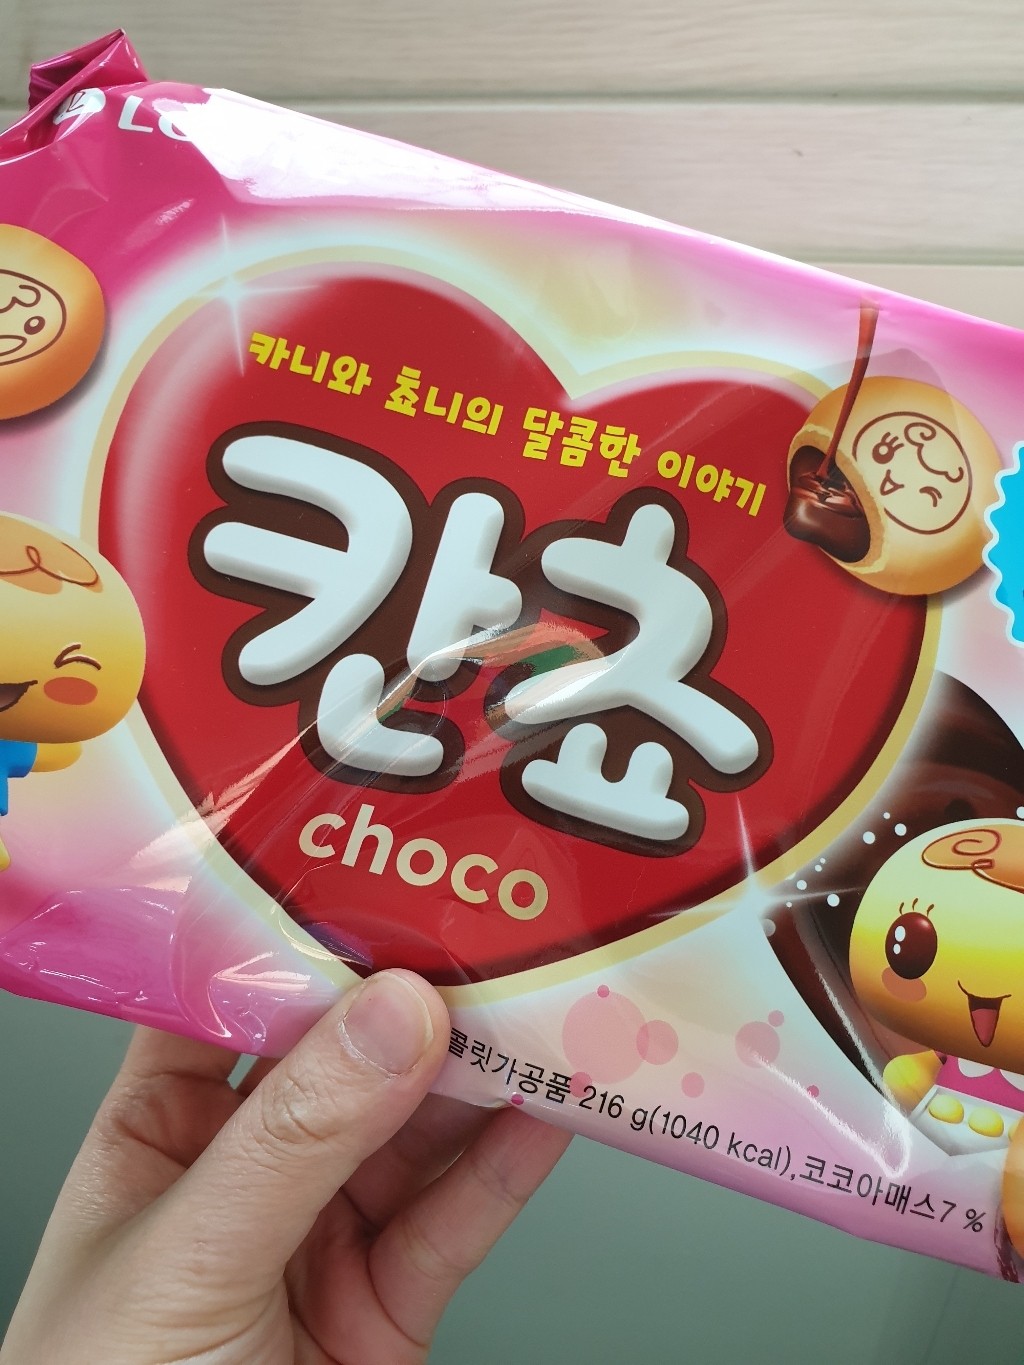 카니와 쵸니의 달콤한 이야기
칸쵸
choco
콜릿가공품 216 g(1040 kcal),코코아매스7 %